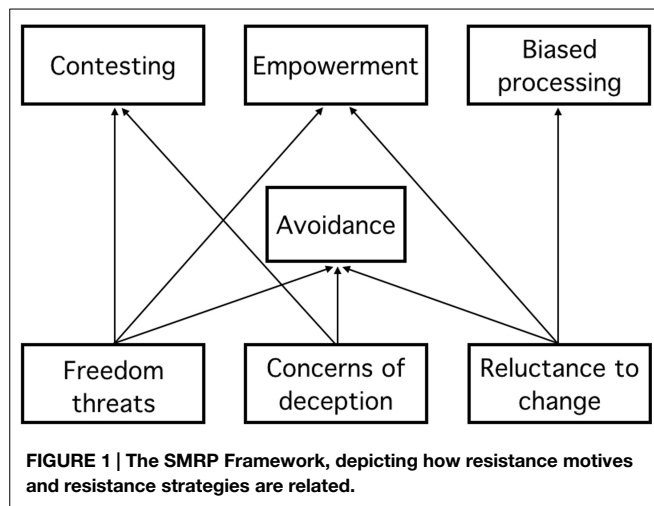 Contesting
Empowerment
Biased
processing
Avoidance
Freedom
threats
Concerns of
deception
Reluctance to
change
FIGURE 1 | The SMRP Framework, depicting how resistance motives
and resistance strategies are related.